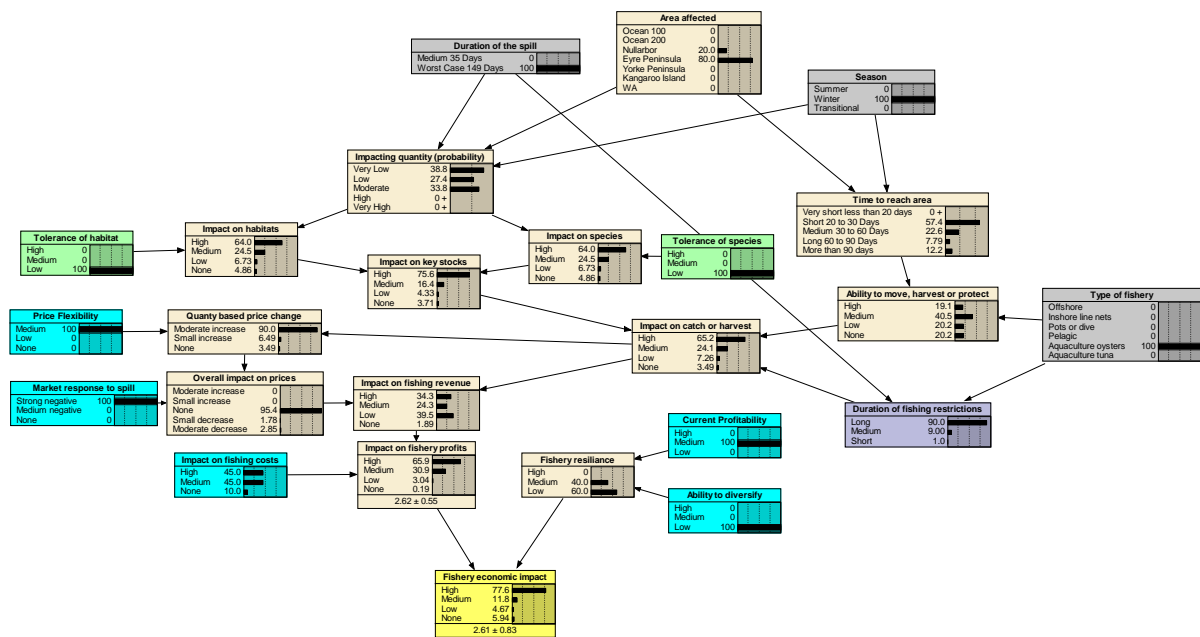 Area affected
Ocean 100 0
Ocean 200 0
Nullarbor 20.0
Eyre Peninsula 80.0
Yorke Peninsula 0
Kangaroo Island 0
WA 0
Duration of the spill
Medium 35 Days 0
Worst Case 149 Days 100
Season
Summer 0
Winter 100
Transitional 0
Impacting quantity (probability)
Very Low 38.8
Low 27.4
Moderate 33.8
High 0 +
Very High 0 +
Time to reach area
Very short less than 20 days 0 +
Short 20 to 30 Days 57.4
Medium 30 to 60 Days 22.6
Long 60 to 90 Days 7.79
More than 90 days 12.2
Tolerance of habitat
High 0
Medium 0
Low 100
Impact on habitats
High 64.0
Medium 24.5
Low 6.73
None 4.86
Impact on species
High 64.0
Medium 24.5
Low 6.73
None 4.86
Tolerance of species
High 0
Medium 0
Low 100
Impact on key stocks
High 75.6
Medium 16.4
Low 4.33
None 3.71
Ability to move, harvest or protect
High 19.1
Medium 40.5
Low 20.2
None 20.2
Type of fishery
Offshore 0
Inshore line nets 0
Pots or dive 0
Pelagic 0
Aquaculture oysters 100
Aquaculture tuna 0
Price Flexibility
Medium 100
Low 0
None 0
Quanty based price change
Moderate increase 90.0
Small increase 6.49
None 3.49
Impact on catch or harvest
High 65.2
Medium 24.1
Low 7.26
None 3.49
Market response to spill
Strong negative 100
Medium negative 0
None 0
Overall impact on prices
Moderate increase 0
Small increase 0
None 95.4
Small decrease 1.78
Moderate decrease 2.85
Impact on fishing revenue
High 34.3
Medium 24.3
Low 39.5
None 1.89
Duration of fishing restrictions
Long 90.0
Medium 9.00
Short 1.0
Current Profitability
High 0
Medium 100
Low 0
Impact on fishing costs
High 45.0
Medium 45.0
None 10.0
Impact on fishery profits
High 65.9
Medium 30.9
Low 3.04
None 0.19
2.62 ± 0.55
Fishery resiliance
High 0
Medium 40.0
Low 60.0
Ability to diversify
High 0
Medium 0
Low 100
Fishery economic impact
High 77.6
Medium 11.8
Low 4.67
None 5.94
2.61 ± 0.83